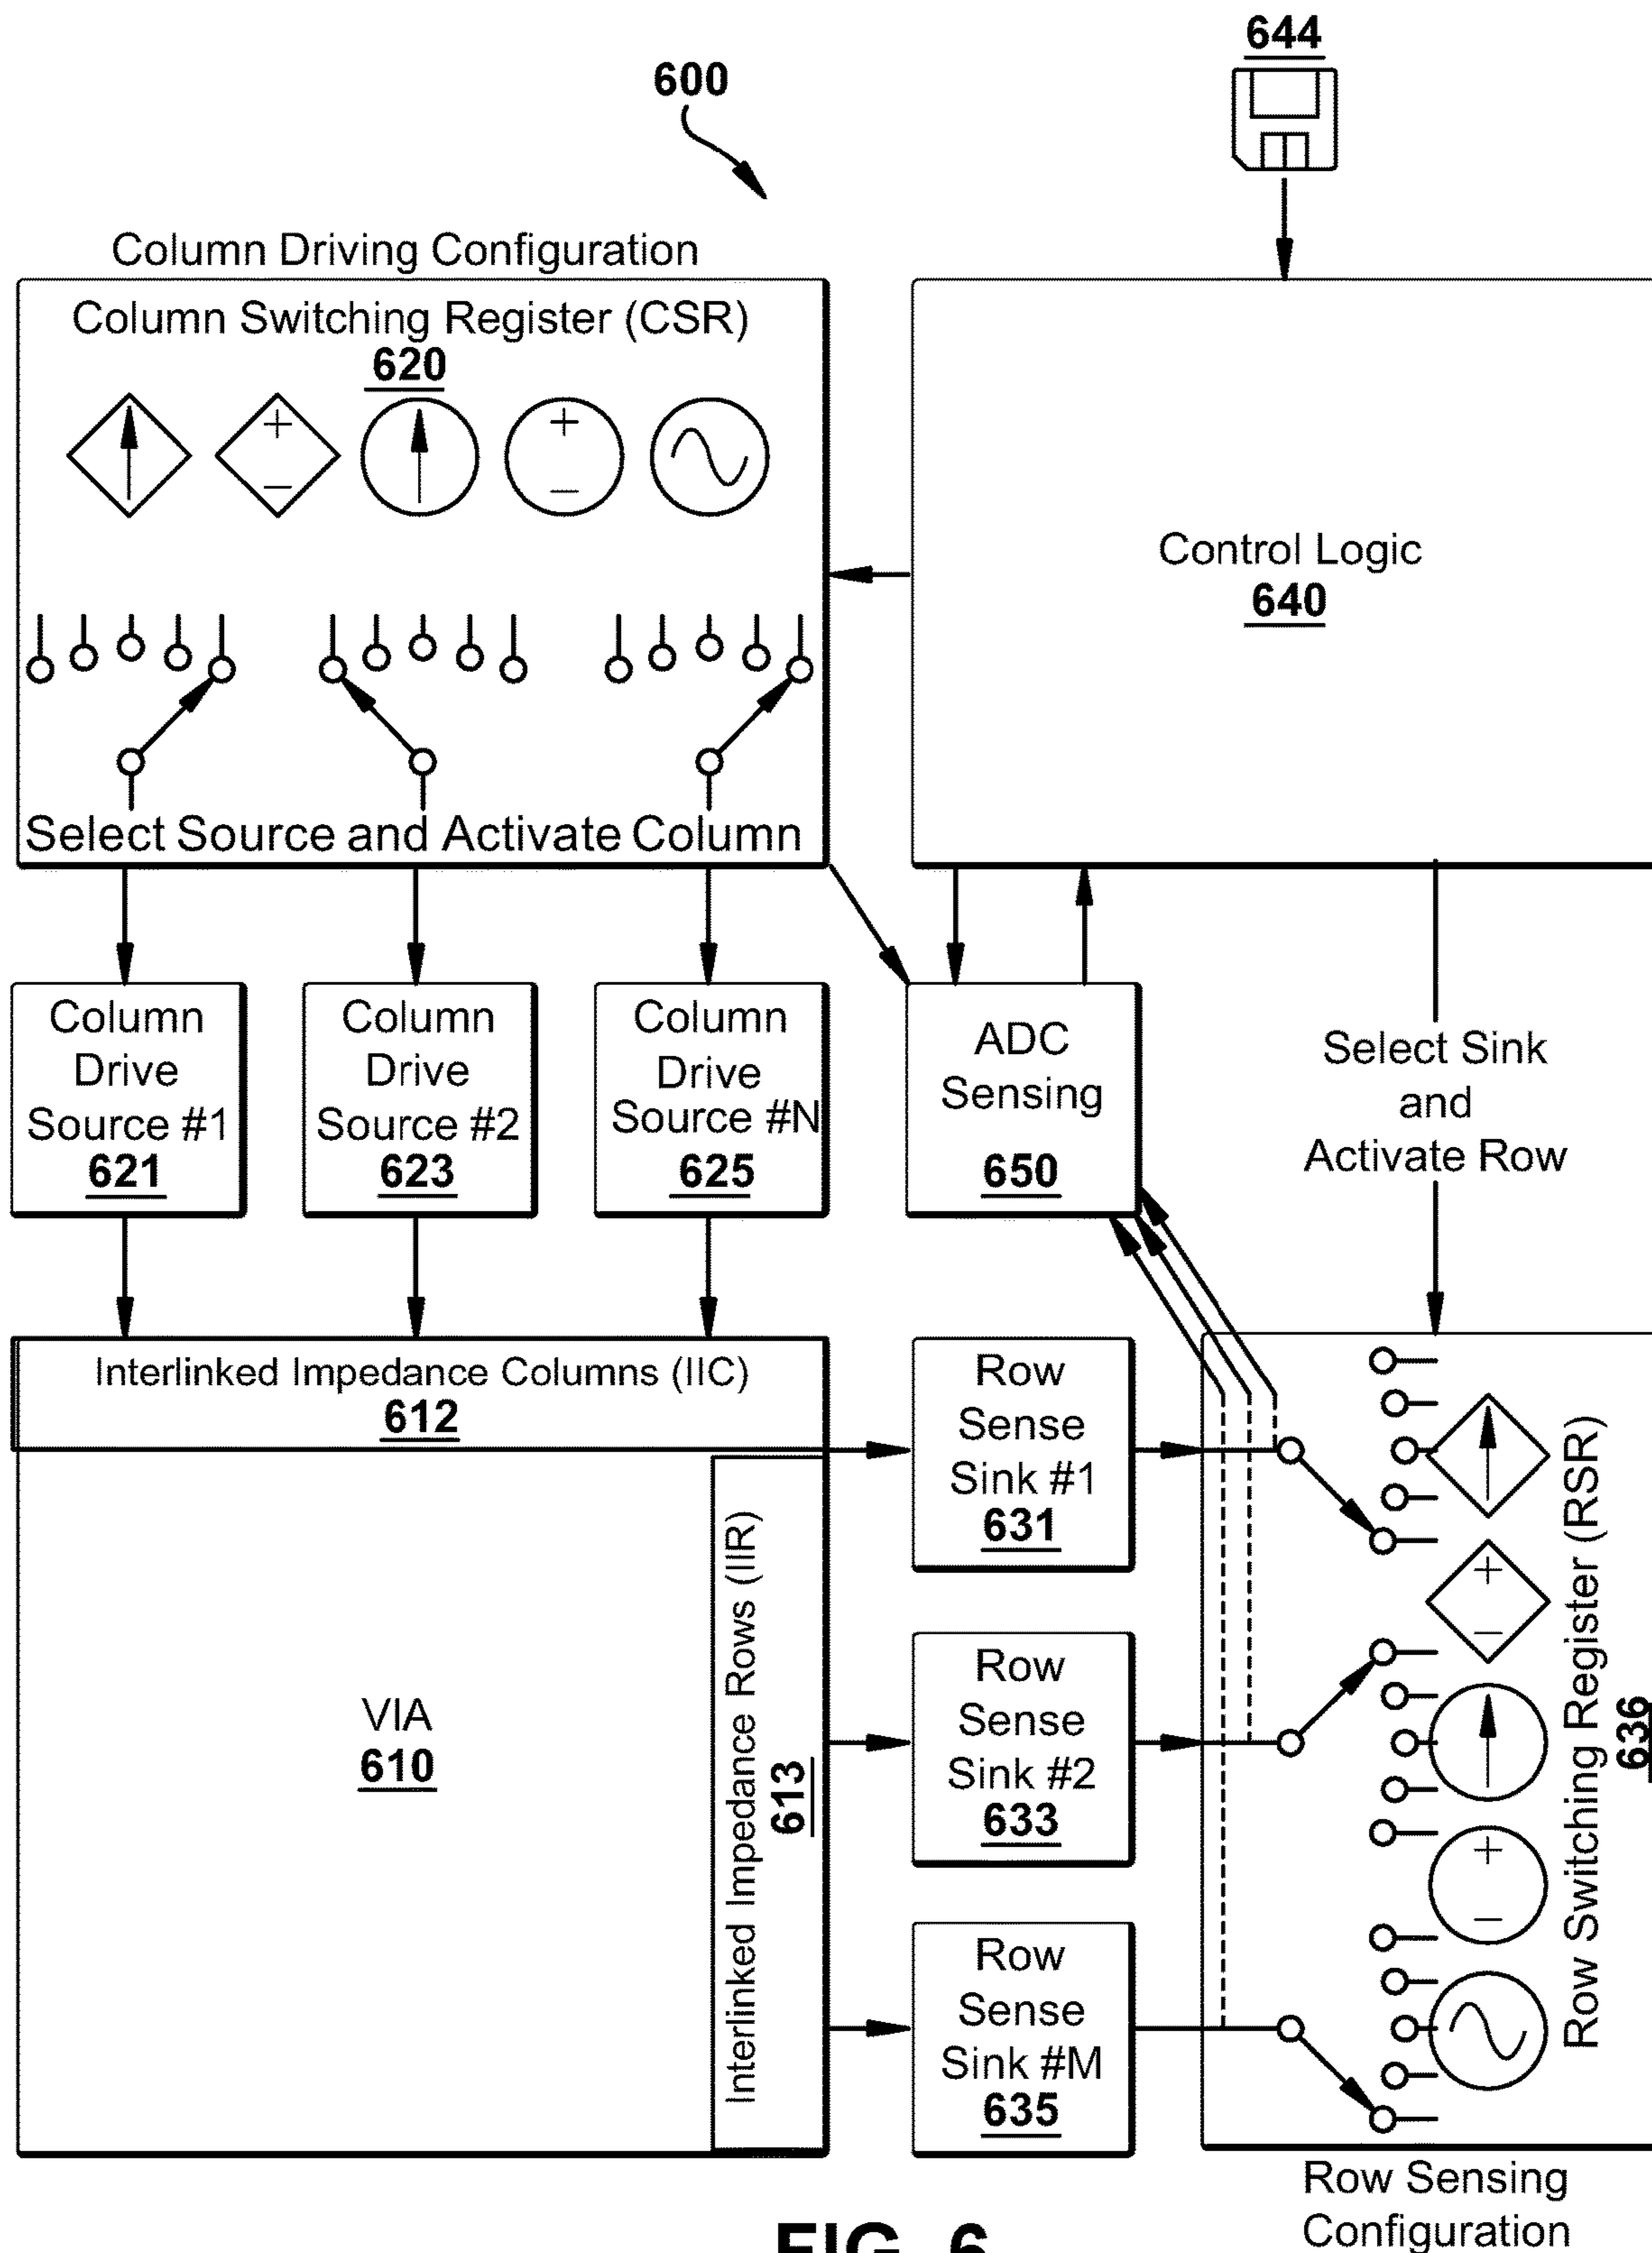 644
600
Column Driving Configuration
Column Switching Register (CSR)
620
+
−
+
−
Select Source and Activate Column
Control Logic
640
Column
Drive
Source #1
621
Column
Drive
Source #2
623
Column
Drive
Source #N
625
ADC
Sensing
650
Select Sink
and
Activate Row
Interlinked Impedance Columns (IIC)
612
VIA
610
Interlinked Impedance Rows (IIR)
613
Row
Sense
Sink #1
631
Row
Sense
Sink #2
633
Row
Sense
Sink #M
635
+
−
+
−
Row Switching Register (RSR)
636
Row Sensing
Configuration
FIG. 6